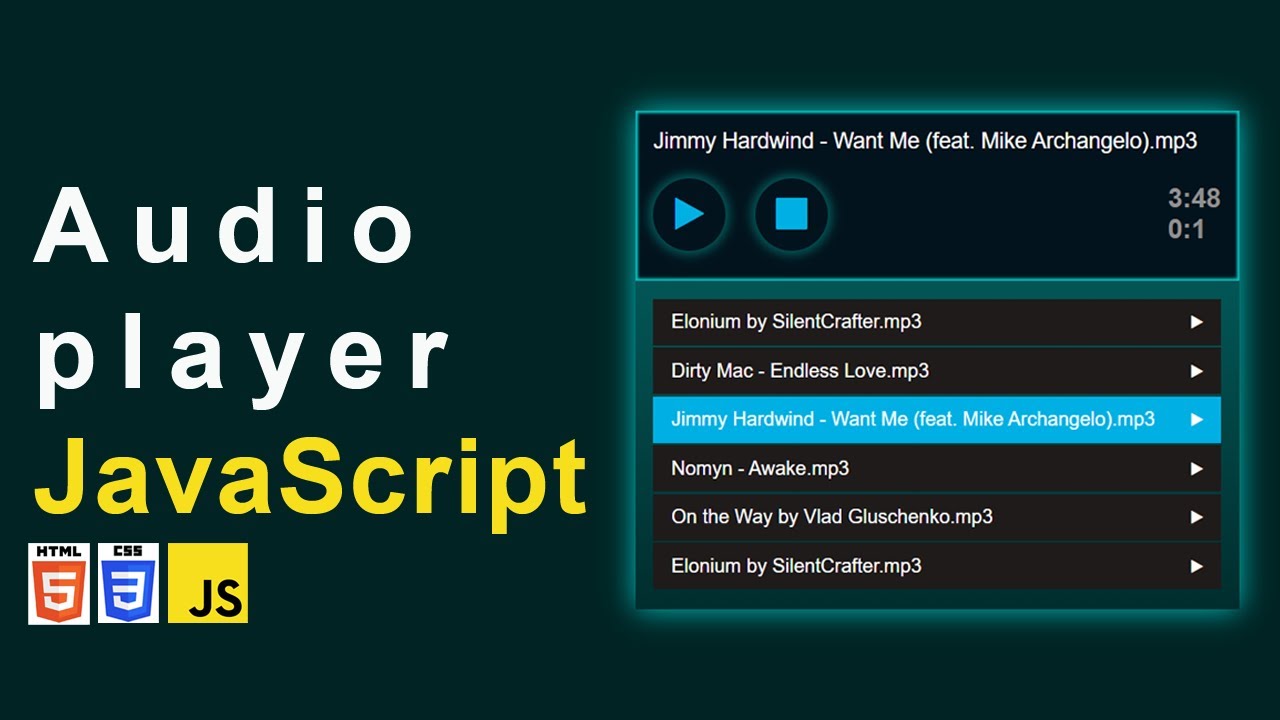 Audio
player
JavaScript
HTML
5
CSS
3
JS
Jimmy Hardwind - Want Me (feat. Mike Archangelo).mp3
3:48
0:1
Elonium by SilentCrafter.mp3
Dirty Mac - Endless Love.mp3
Jimmy Hardwind - Want Me (feat. Mike Archangelo).mp3
Nomyn - Awake.mp3
On the Way by Vlad Gluschenko.mp3
Elonium by SilentCrafter.mp3